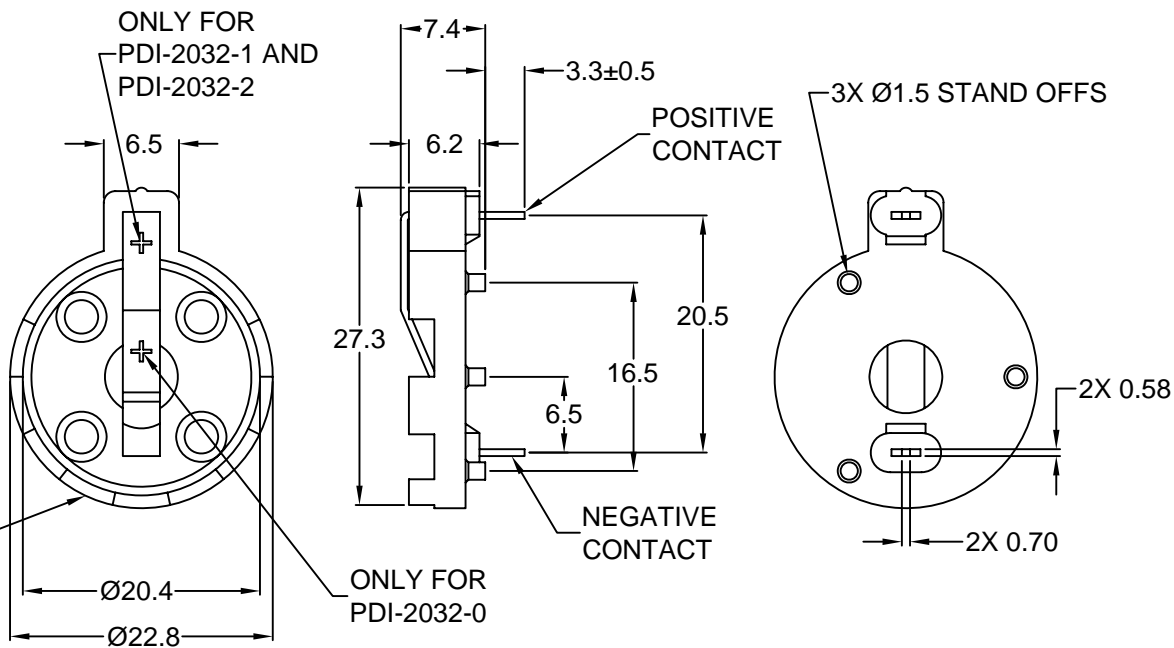 ONLY FOR
PDI-2032-1 AND
PDI-2032-2
6.5
7.4
3.3±0.5
6.2
POSITIVE
CONTACT
3X Ø1.5 STAND OFFS
27.3
20.5
16.5
6.5
2X 0.58
2X 0.70
NEGATIVE
CONTACT
ONLY FOR
PDI-2032-0
Ø20.4
Ø22.8